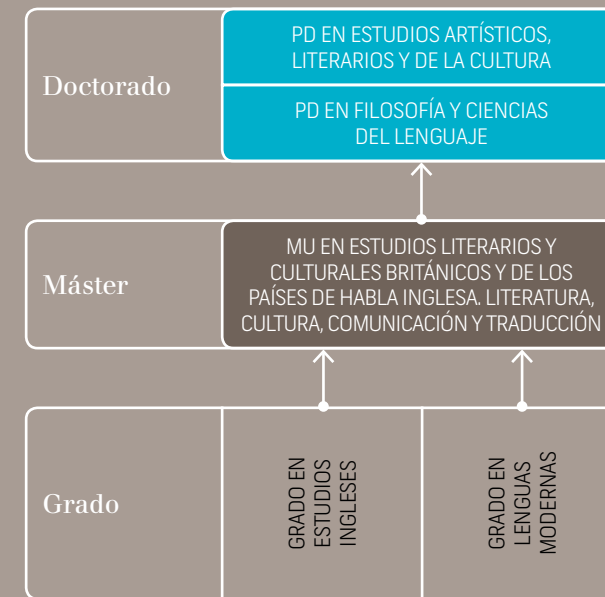 Doctorado
PD EN ESTUDIOS ARTÍSTICOS,
LITERARIOS Y DE LA CULTURA
PD EN FILOSOFÍA Y CIENCIAS
DEL LENGUAJE
Máster
MU EN ESTUDIOS LITERARIOS Y
CULTURALES BRITÁNICOS Y DE LOS
PAÍSES DE HABLA INGLESA. LITERATURA,
CULTURA, COMUNICACIÓN Y TRADUCCIÓN
Grado
GRADO EN
ESTUDIOS
INGLESES
GRADO EN
LENGUAS
MODERNAS